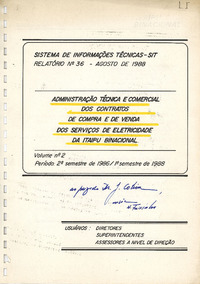 SISTEMA DE INFORMAÇÕES TÉCNICAS-SIT
RELATÓRIO Nº 36 - AGOSTO DE 1988
ADMINISTRAÇÃO TÉCNICA E COMERCIAL
DOS CONTRATOS
DE COMPRA E DE VENDA
DOS SERVIÇOS DE ELETRICIDADE
DA ITAIPU BINACIONAL
Volume nº 2
Período 2º semestre de 1986/1º semestre de 1988
USUÁRIOS : DIRETORES
SUPERINTENDENTES
ASSESSORES A NIVEL DE DIREÇÃO